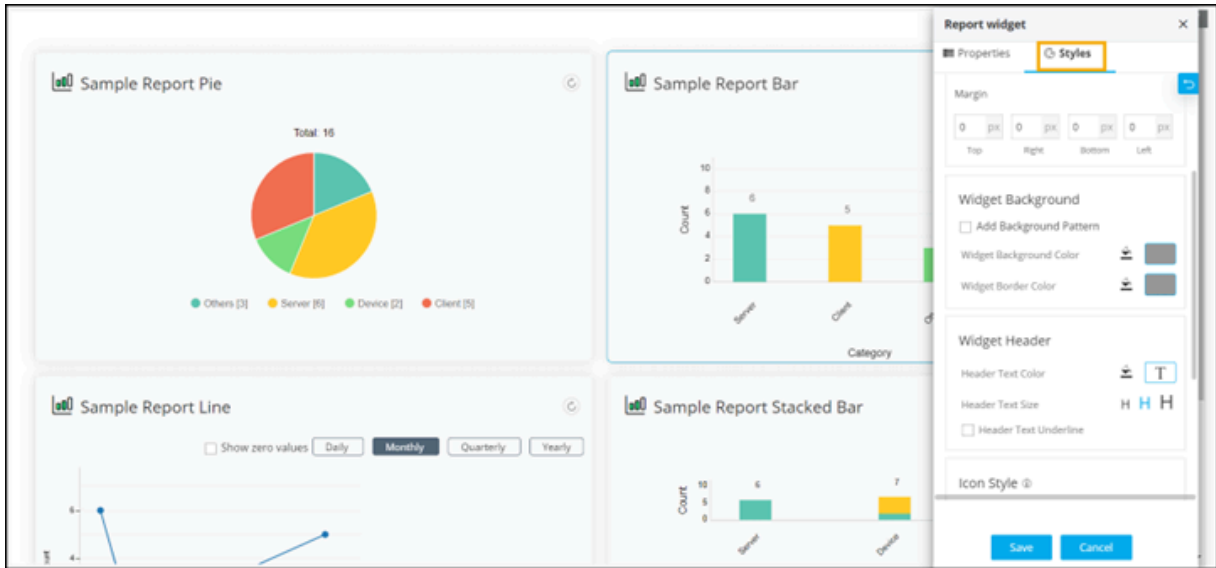 Sample Report Pie
Total: 16
Others [3] Server [6] Device [2] Client [5]
Sample Report Bar
Count
10
8
6
4
2
0
6
5
Server
Client
Category
Sample Report Line
Show zero values Daily Monthly Quarterly Yearly
6
4
Sample Report Stacked Bar
Count
10
5
0
6
7
Server
Device
Report widget
Properties Styles
Margin
0 px 0 px 0 px 0 px
Top Right Bottom Left
Widget Background
Add Background Pattern
Widget Background Color
Widget Border Color
Widget Header
Header Text Color T
Header Text Size H H H
Header Text Underline
Icon Style
Save Cancel